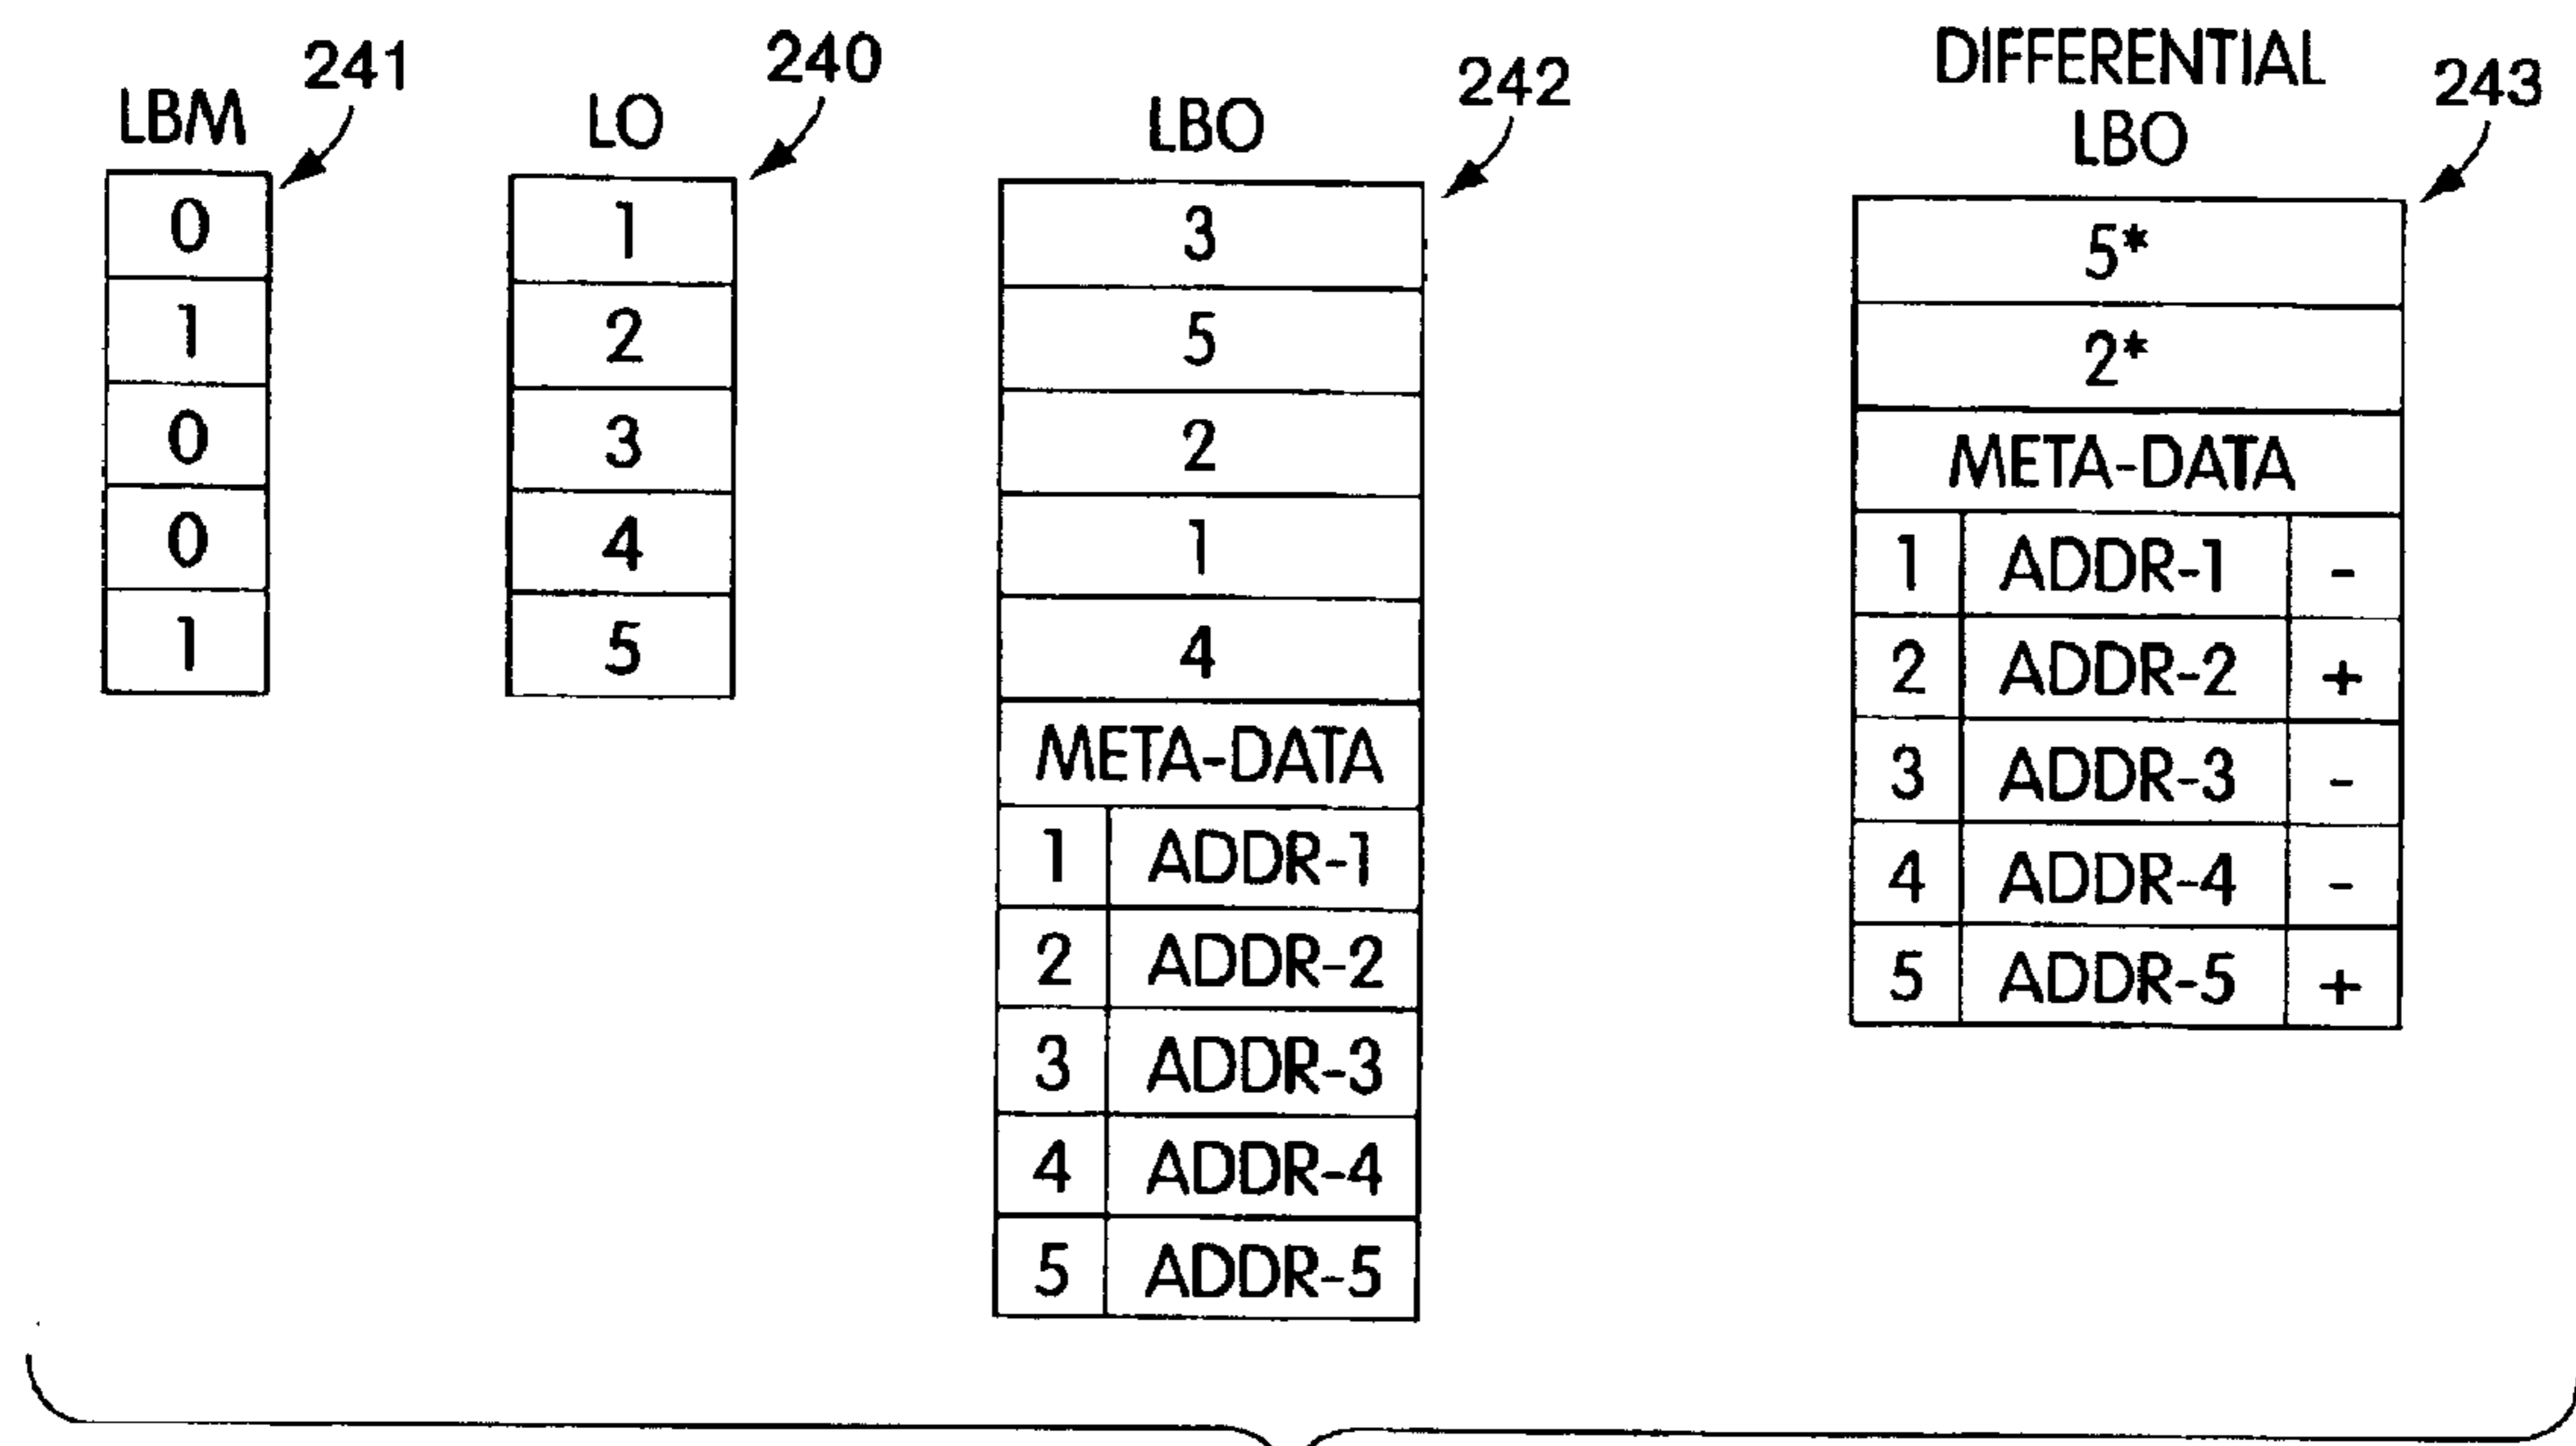 LBM
241
0
1
0
0
1
LO
240
1
2
3
4
5
LBO
242
3
5
2
1
4
META-DATA
1 ADDR-1
2 ADDR-2
3 ADDR-3
4 ADDR-4
5 ADDR-5
DIFFERENTIAL
LBO
243
5*
2*
META-DATA
1 ADDR-1 -
2 ADDR-2 +
3 ADDR-3 -
4 ADDR-4 -
5 ADDR-5 +